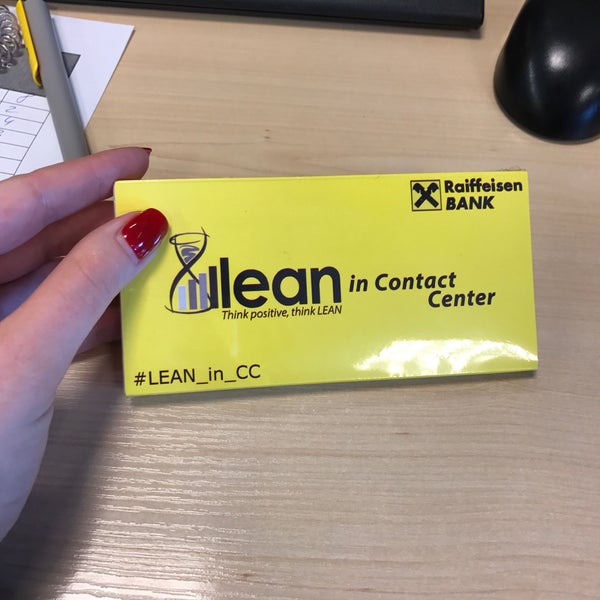 Raiffeisen
BANK
lean in Contact
Center
Think positive, think LEAN
#LEAN_in_CC